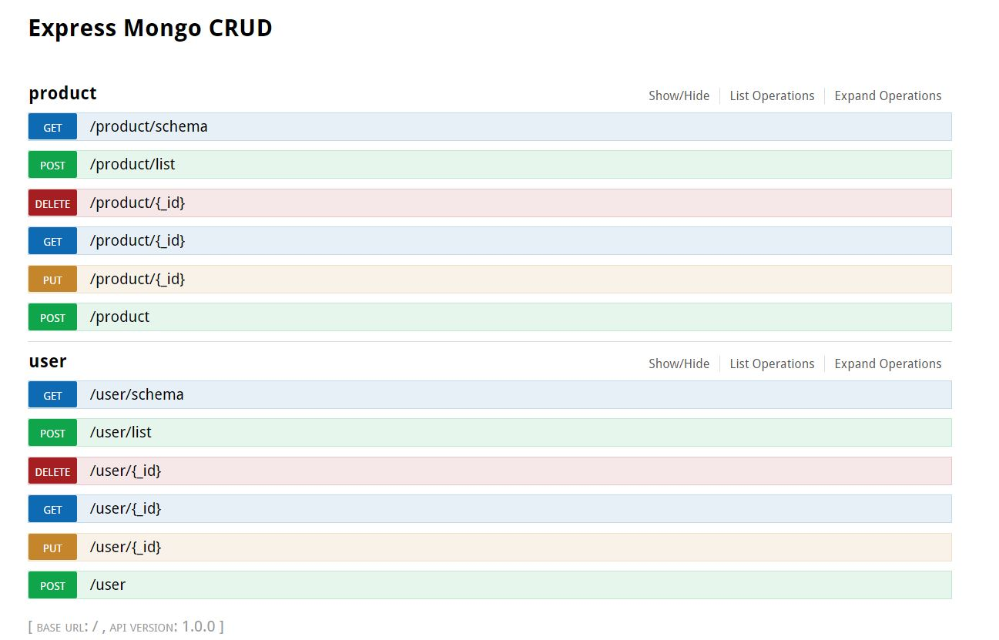 Express Mongo CRUD
product Show/Hide List Operations Expand Operations
GET /product/schema
POST /product/list
DELETE /product/{_id}
GET /product/{_id}
PUT /product/{_id}
POST /product
user Show/Hide List Operations Expand Operations
GET /user/schema
POST /user/list
DELETE /user/{_id}
GET /user/{_id}
PUT /user/{_id}
POST /user
[ BASE URL: / , API VERSION: 1.0.0 ]